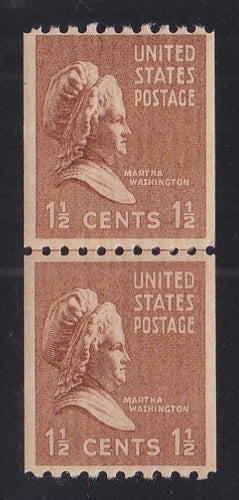 UNITED
STATES
POSTAGE
MARTHA
WASHINGTON
1½ CENTS 1½
UNITED
STATES
POSTAGE
MARTHA
WASHINGTON
1½ CENTS 1½